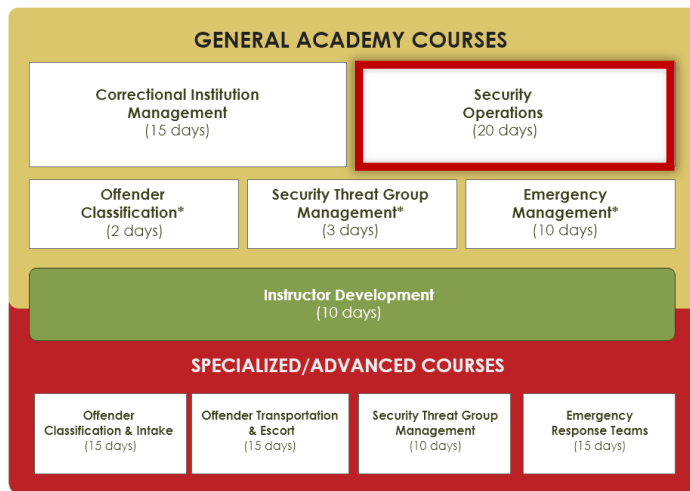 GENERAL ACADEMY COURSES
Correctional Institution
Management
(15 days)
Security
Operations
(20 days)
Offender
Classification*
(2 days)
Security Threat Group
Management*
(3 days)
Emergency
Management*
(10 days)
Instructor Development
(10 days)
SPECIALIZED/ADVANCED COURSES
Offender
Classification & Intake
(15 days)
Offender Transportation
& Escort
(15 days)
Security Threat Group
Management
(10 days)
Emergency
Response Teams
(15 days)